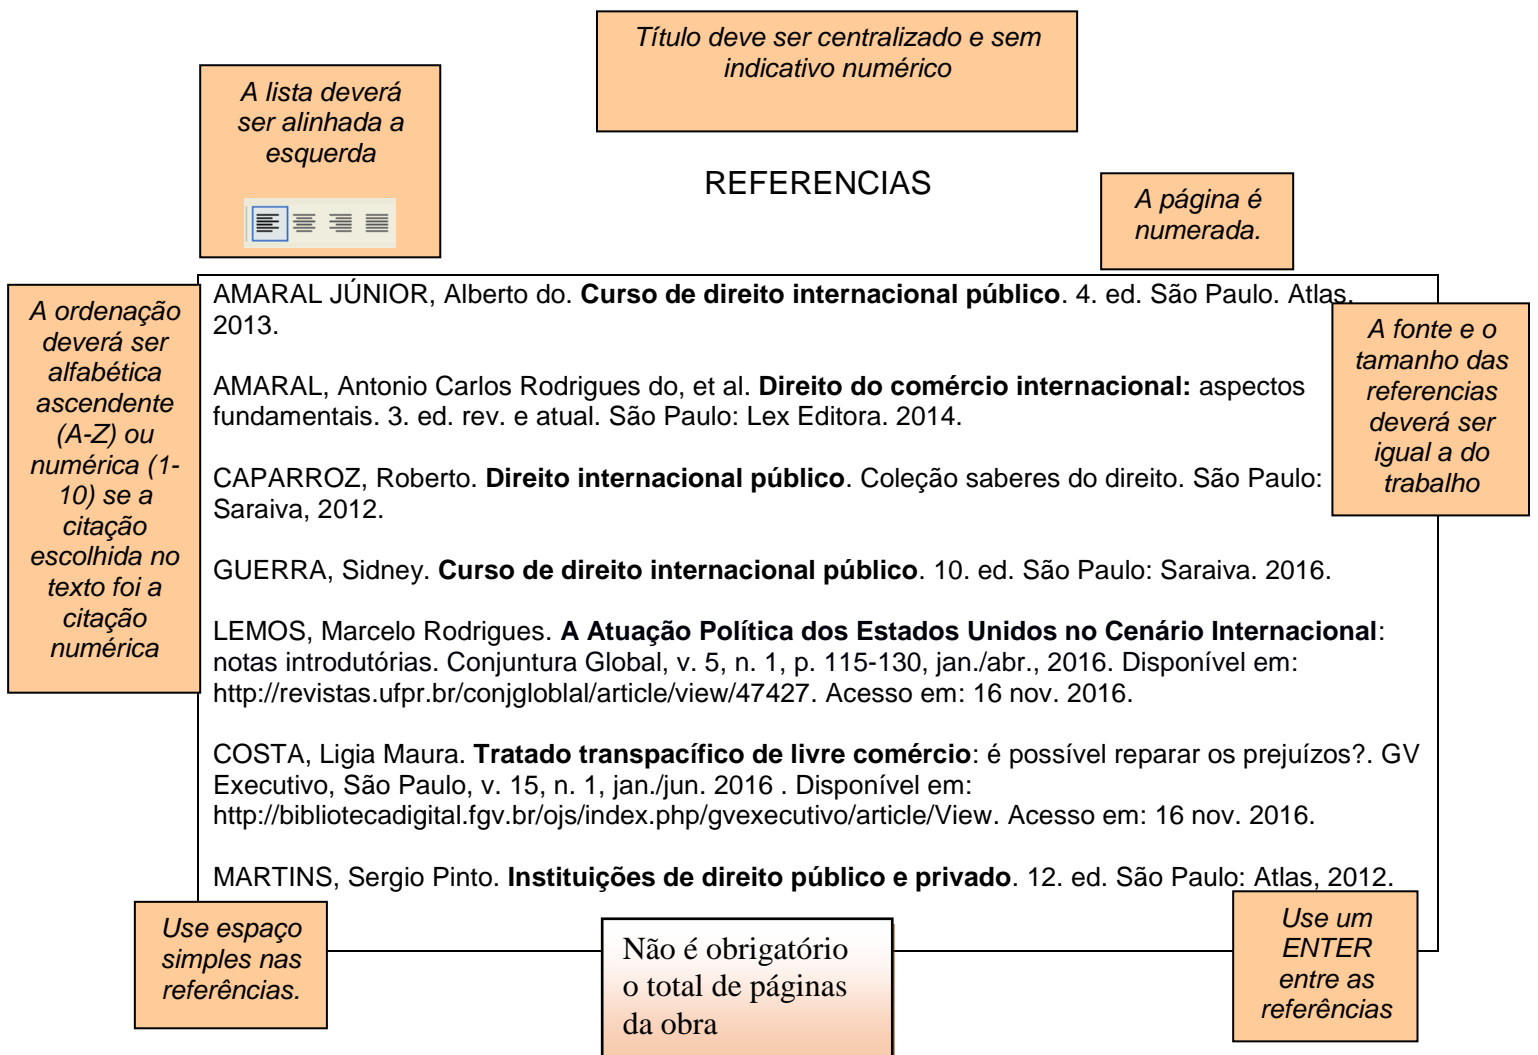 Título deve ser centralizado e sem
indicativo numérico
A lista deverá
ser alinhada a
esquerda
REFERENCIAS
A página é
numerada.
A ordenação
deverá ser
alfabética
ascendente
(A-Z) ou
numérica (1-
10) se a
citação
escolhida no
texto foi a
citação
numérica
AMARAL JÚNIOR, Alberto do. Curso de direito internacional público. 4. ed. São Paulo. Atlas,
2013.
AMARAL, Antonio Carlos Rodrigues do, et al. Direito do comércio internacional: aspectos
fundamentais. 3. ed. rev. e atual. São Paulo: Lex Editora. 2014.
CAPARROZ, Roberto. Direito internacional público. Coleção saberes do direito. São Paulo:
Saraiva, 2012.
GUERRA, Sidney. Curso de direito internacional público. 10. ed. São Paulo: Saraiva. 2016.
LEMOS, Marcelo Rodrigues. A Atuação Política dos Estados Unidos no Cenário Internacional:
notas introdutórias. Conjuntura Global, v. 5, n. 1, p. 115-130, jan./abr., 2016. Disponível em:
http://revistas.ufpr.br/conjgloblal/article/view/47427. Acesso em: 16 nov. 2016.
COSTA, Ligia Maura. Tratado transpacífico de livre comércio: é possível reparar os prejuízos?. GV
Executivo, São Paulo, v. 15, n. 1, jan./jun. 2016 . Disponível em:
http://bibliotecadigital.fgv.br/ojs/index.php/gvexecutivo/article/View. Acesso em: 16 nov. 2016.
MARTINS, Sergio Pinto. Instituições de direito público e privado. 12. ed. São Paulo: Atlas, 2012.
A fonte e o
tamanho das
referencias
deverá ser
igual a do
trabalho
Use espaço
simples nas
referências.
Não é obrigatório
o total de páginas
da obra
Use um
ENTER
entre as
referências